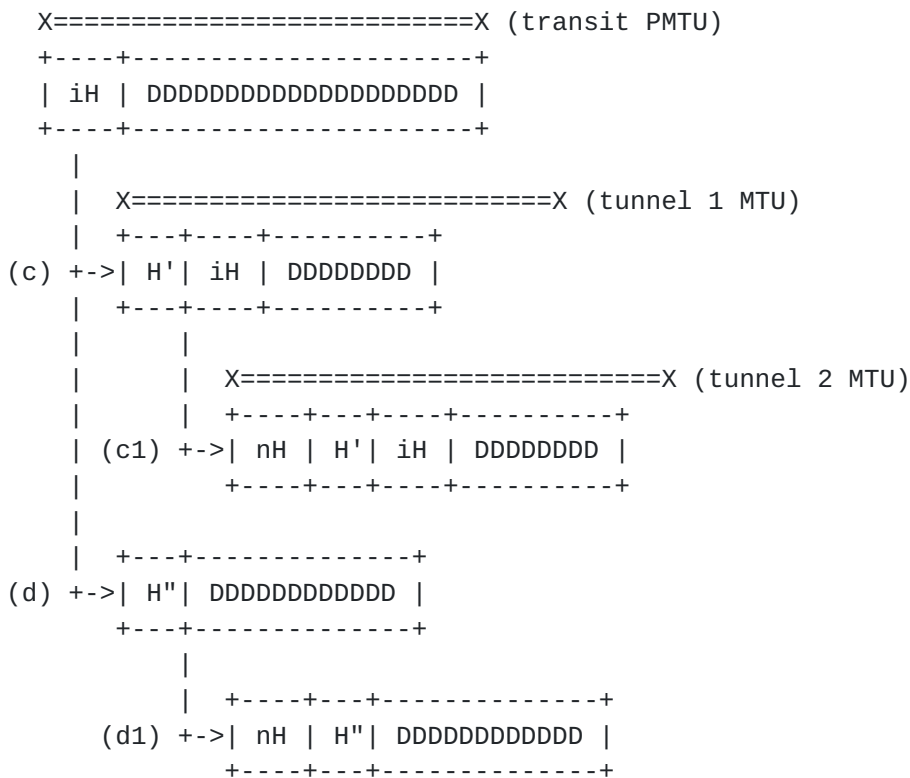 X===========================X (transit PMTU)
+----+----------------------+
| iH | DDDDDDDDDDDDDDDDDDDD |
+----+----------------------+
|
| X===========================X (tunnel 1 MTU)
| +---+----+----------+
(c) +->| H'| iH | DDDDDDDD |
| +---+----+----------+
| |
| | X===========================X (tunnel 2 MTU)
| | +----+---+----+----------+
| (c1) +->| nH | H'| iH | DDDDDDDD |
| +----+---+----+----------+
|
| +---+--------------+
(d) +->| H"| DDDDDDDDDDDD |
+---+--------------+
|
| +----+---+--------------+
(d1) +->| nH | H"| DDDDDDDDDDDD |
+----+---+--------------+